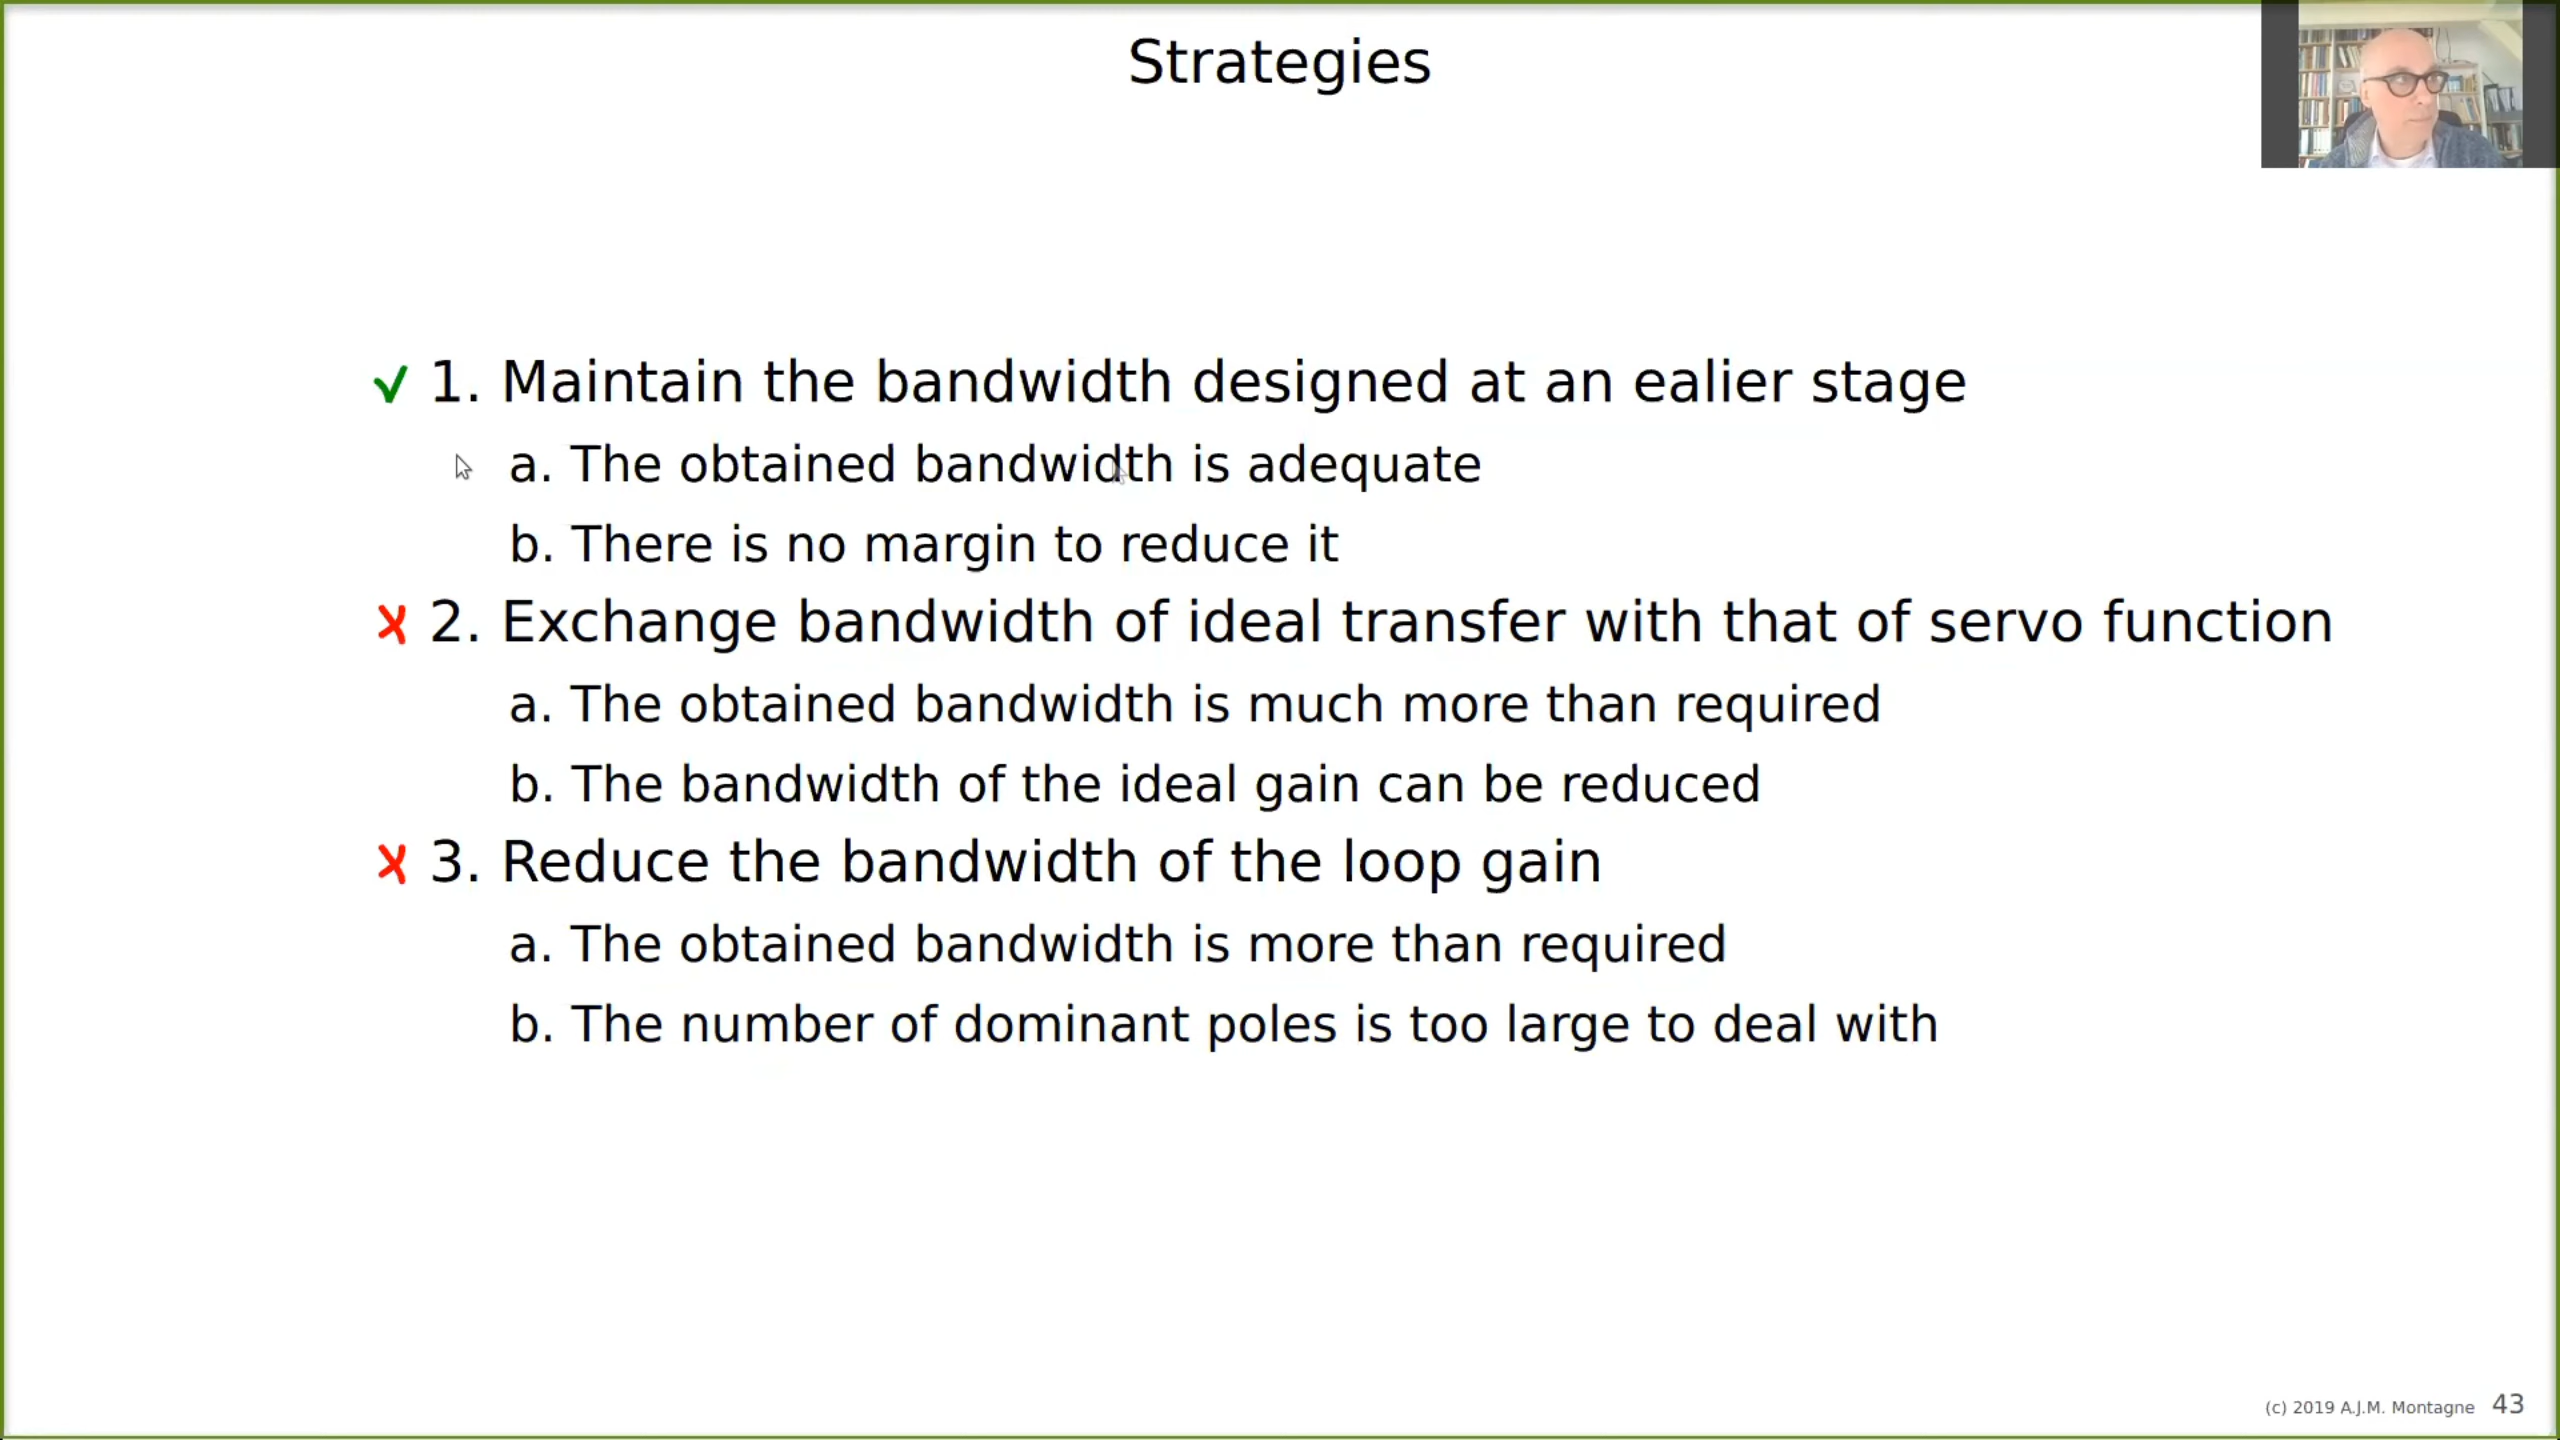 Strategies
✓ 1. Maintain the bandwidth designed at an ealier stage
a. The obtained bandwidth is adequate
b. There is no margin to reduce it
✗ 2. Exchange bandwidth of ideal transfer with that of servo function
a. The obtained bandwidth is much more than required
b. The bandwidth of the ideal gain can be reduced
✗ 3. Reduce the bandwidth of the loop gain
a. The obtained bandwidth is more than required
b. The number of dominant poles is too large to deal with
(c) 2019 A.J.M. Montagne 43